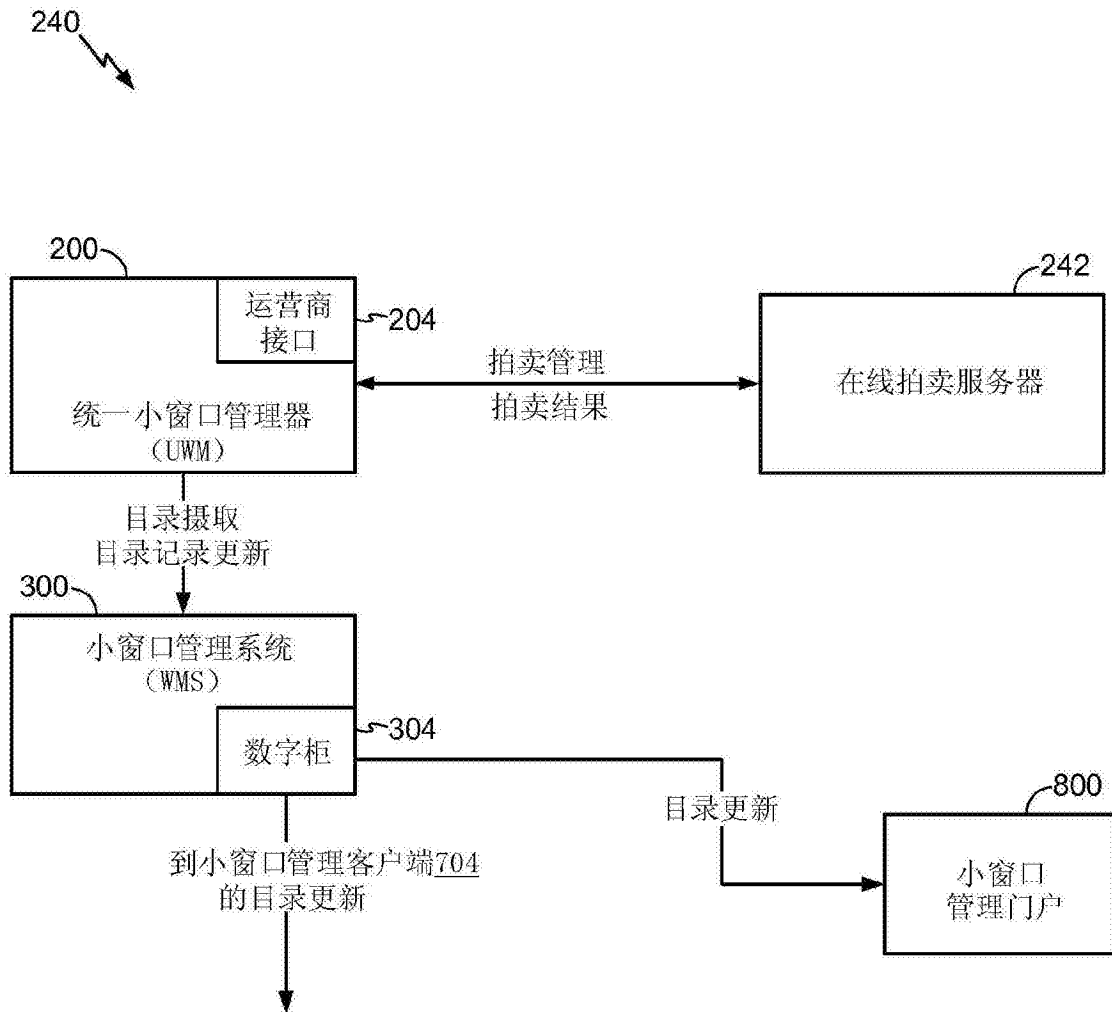 240
200
运营商
接口
204
统一小窗口管理器
（UWM）
拍卖管理
拍卖结果
242
在线拍卖服务器
目录摄取
目录记录更新
300
小窗口管理系统
（WMS）
数字柜
304
目录更新
800
小窗口
管理门户
到小窗口管理客户端704
的目录更新